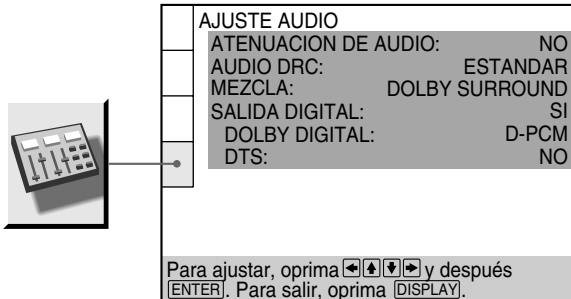 AJUSTE AUDIO
ATENUACION DE AUDIO: NO
AUDIO DRC: ESTANDAR
MEZCLA: DOLBY SURROUND
SALIDA DIGITAL: SI
DOLBY DIGITAL: D-PCM
DTS: NO
Para ajustar, oprima ←↑↓→ y después
ENTER. Para salir, oprima DISPLAY.